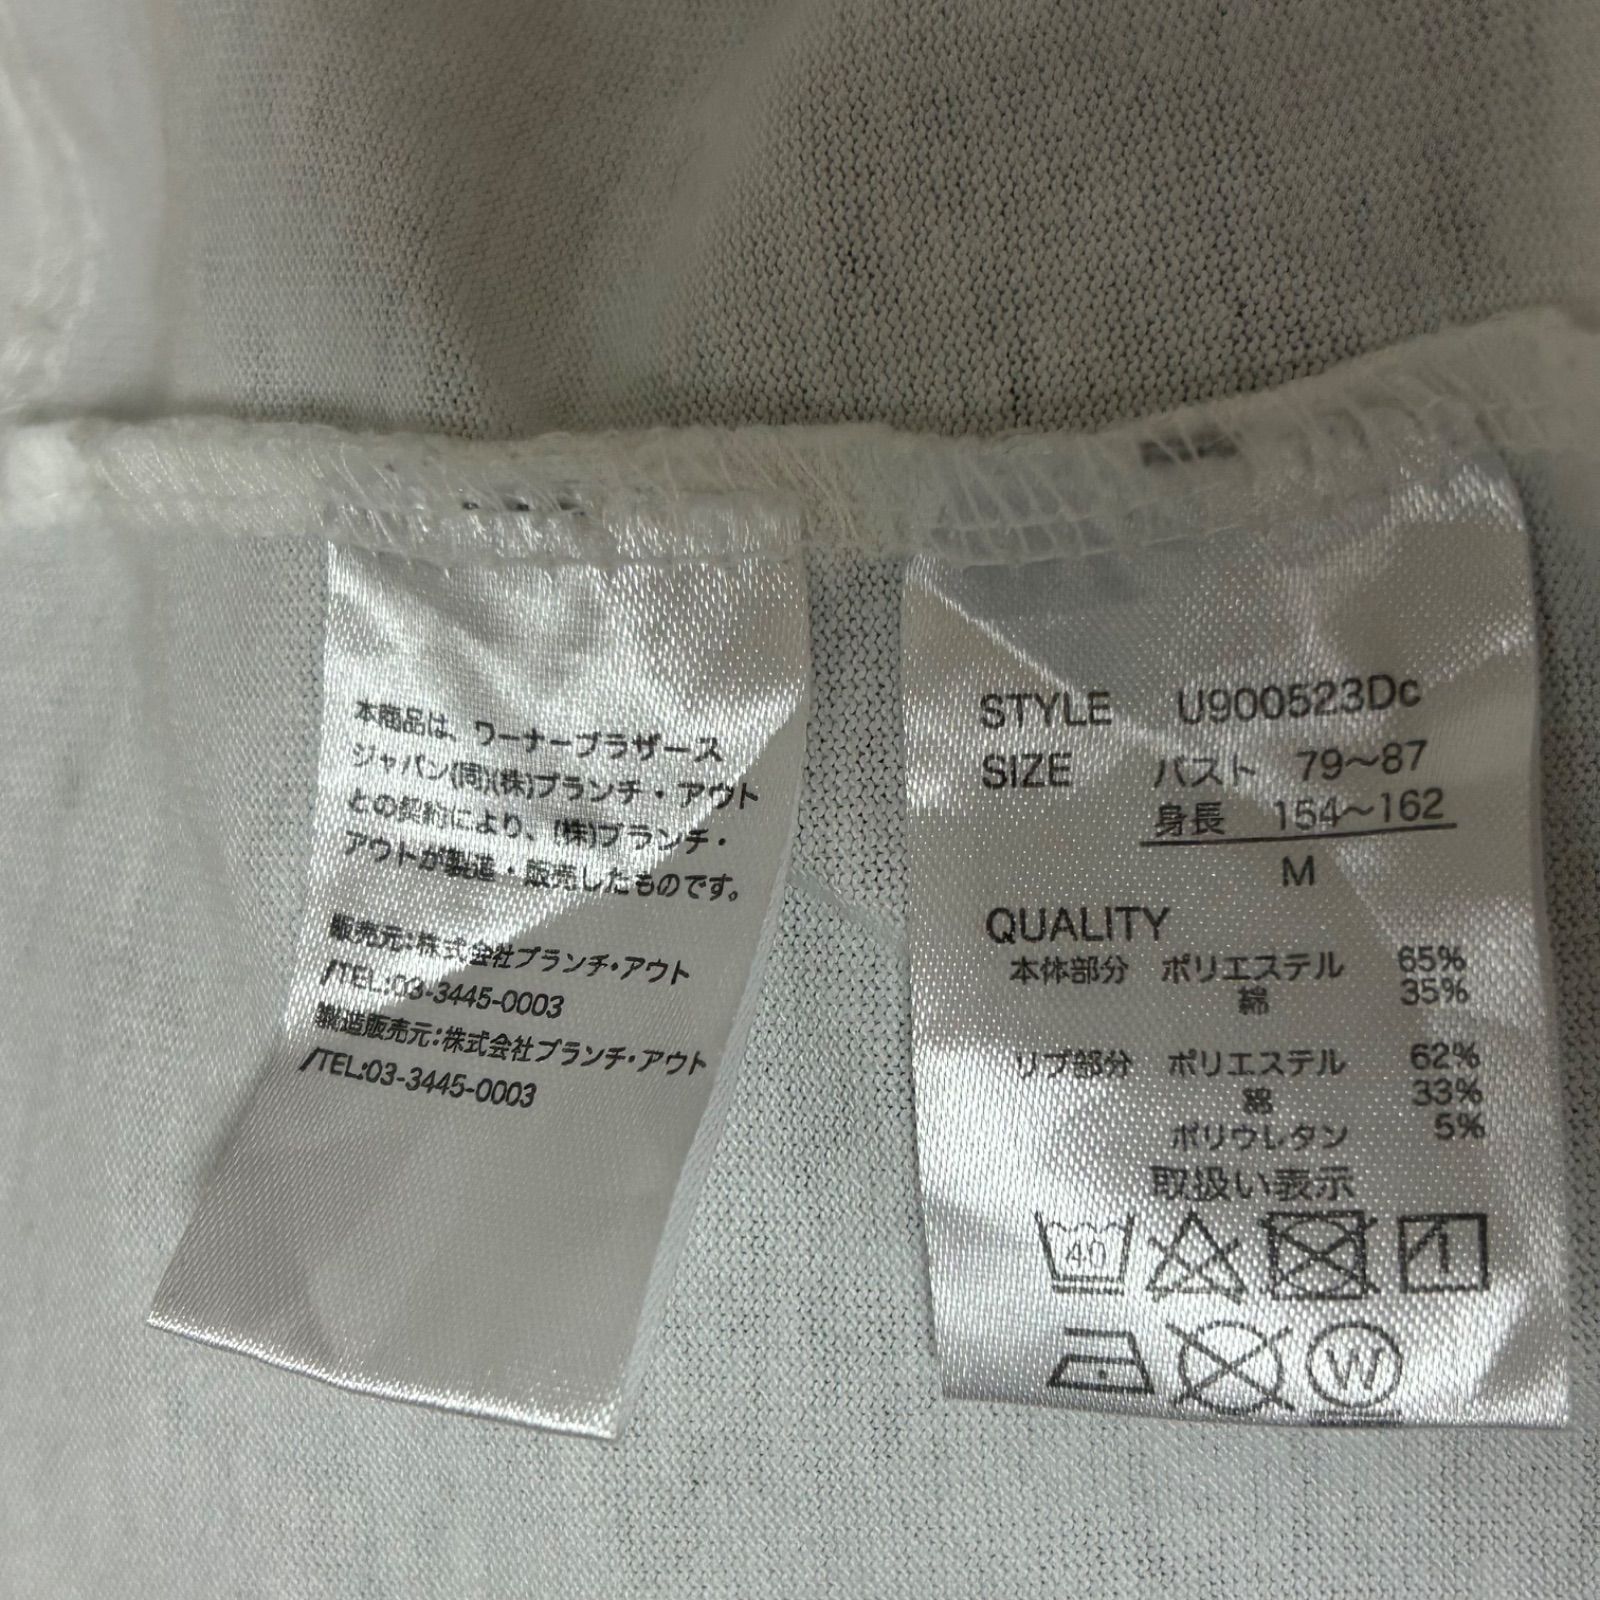 本商品は、ワーナーブラザース
ジャパン(同)(株)ブランチ・アウト
との契約により、(株)ブランチ・
アウトが製造・販売したものです。
販売元:株式会社ブランチ・アウト
/TEL:03-3445-0003
製造販売元:株式会社ブランチ・アウト
/TEL:03-3445-0003
STYLE U900523Dc
SIZE バスト 79〜87
身長 154〜162
M
QUALITY
本体部分 ポリエステル 65%
綿 35%
リブ部分 ポリエステル 62%
綿 33%
ポリウレタン 5%
取扱い表示
40
W